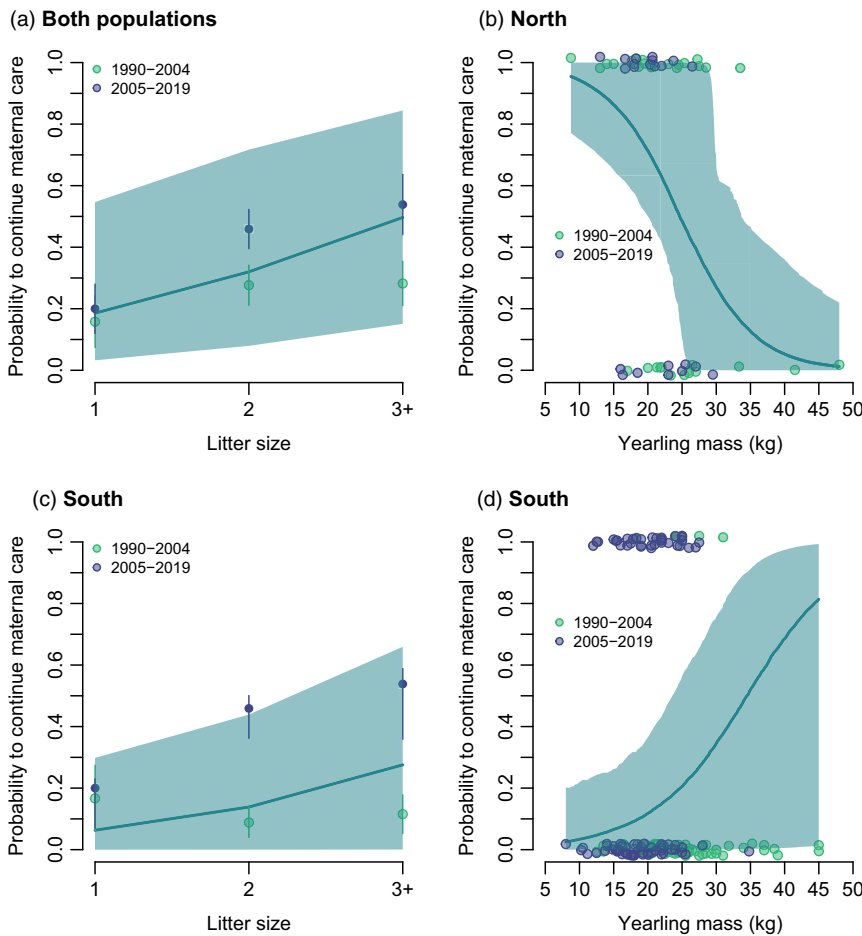 (a) Both populations
1990−2004
2005−2019
Probability to continue maternal care
0.0 0.2 0.4 0.6 0.8 1.0
1 2 3+
Litter size
(b) North
1990−2004
2005−2019
Probability to continue maternal care
0.0 0.2 0.4 0.6 0.8 1.0
5 10 15 20 25 30 35 40 45 50
Yearling mass (kg)
(c) South
1990−2004
2005−2019
Probability to continue maternal care
0.0 0.2 0.4 0.6 0.8 1.0
1 2 3+
Litter size
(d) South
1990−2004
2005−2019
Probability to continue maternal care
0.0 0.2 0.4 0.6 0.8 1.0
5 10 15 20 25 30 35 40 45 50
Yearling mass (kg)